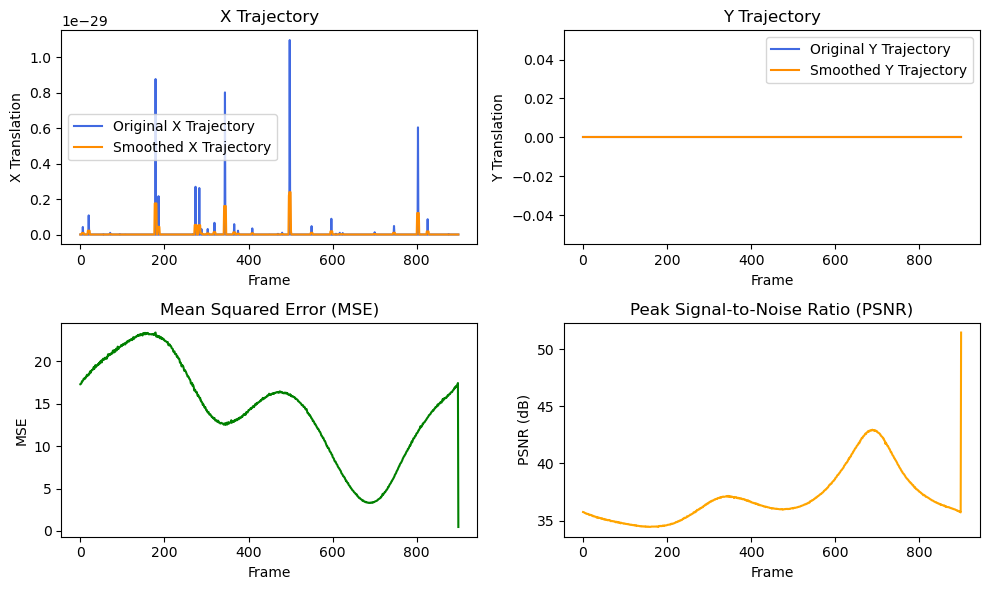 X Trajectory
1e−29
X Translation
1.0
0.8
0.6
0.4
0.2
0.0
Original X Trajectory
Smoothed X Trajectory
0 200 400 600 800
Frame
Y Trajectory
Y Translation
0.04
0.02
0.00
−0.02
−0.04
Original Y Trajectory
Smoothed Y Trajectory
0 200 400 600 800
Frame
Mean Squared Error (MSE)
MSE
20
15
10
5
0
0 200 400 600 800
Frame
Peak Signal-to-Noise Ratio (PSNR)
PSNR (dB)
50
45
40
35
0 200 400 600 800
Frame